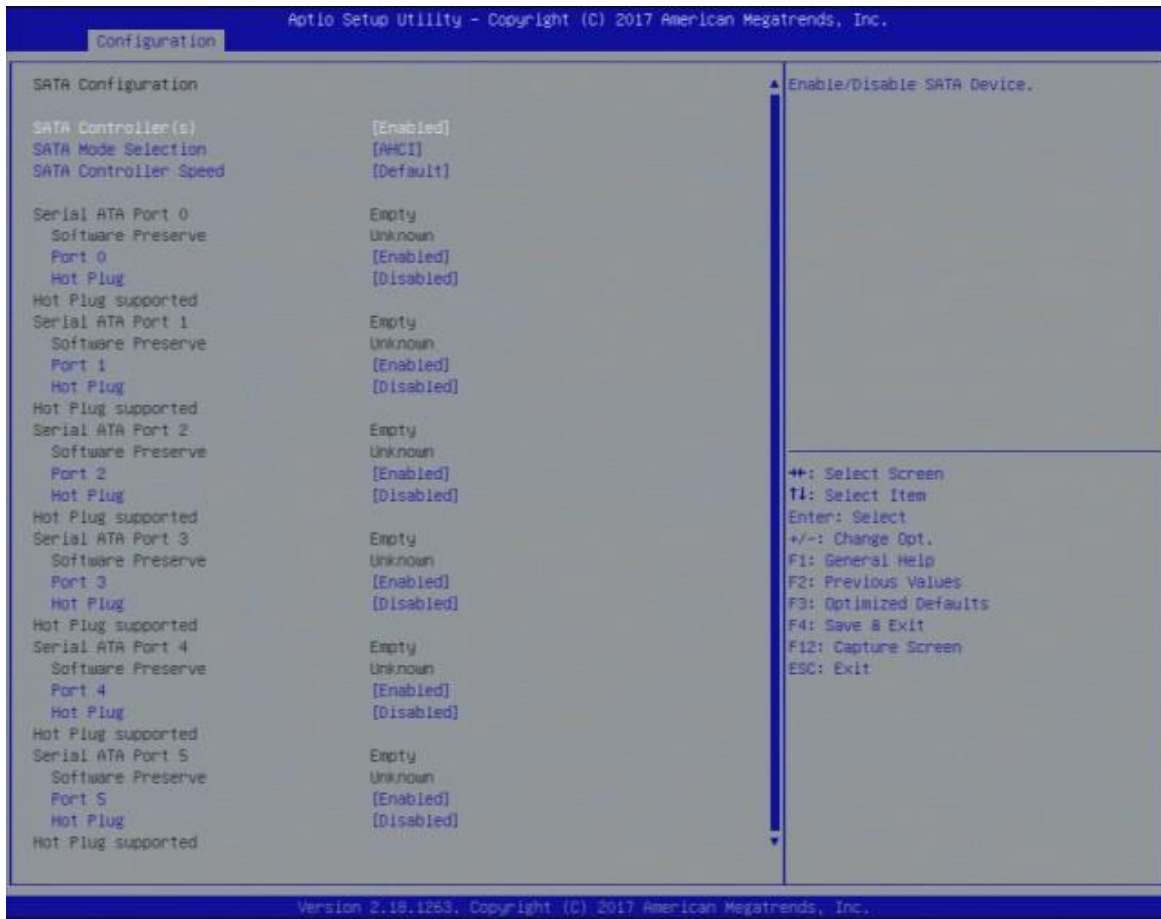 Aptio Setup Utility - Copyright (C) 2017 American Megatrends, Inc.
Configuration
SATA Configuration
SATA Controller(s) [Enabled]
SATA Mode Selection [AHCI]
SATA Controller Speed [Default]
Serial ATA Port 0 Empty
Software Preserve Unknown
Port 0 [Enabled]
Hot Plug [Disabled]
Hot Plug supported
Serial ATA Port 1 Empty
Software Preserve Unknown
Port 1 [Enabled]
Hot Plug [Disabled]
Hot Plug supported
Serial ATA Port 2 Empty
Software Preserve Unknown
Port 2 [Enabled]
Hot Plug [Disabled]
Hot Plug supported
Serial ATA Port 3 Empty
Software Preserve Unknown
Port 3 [Enabled]
Hot Plug [Disabled]
Hot Plug supported
Serial ATA Port 4 Empty
Software Preserve Unknown
Port 4 [Enabled]
Hot Plug [Disabled]
Hot Plug supported
Serial ATA Port 5 Empty
Software Preserve Unknown
Port 5 [Enabled]
Hot Plug [Disabled]
Hot Plug supported
Enable/Disable SATA Device.
→←: Select Screen
↑↓: Select Item
Enter: Select
+/-: Change Opt.
F1: General Help
F2: Previous Values
F3: Optimized Defaults
F4: Save & Exit
F12: Capture Screen
ESC: Exit
Version 2.18.1263. Copyright (C) 2017 American Megatrends, Inc.